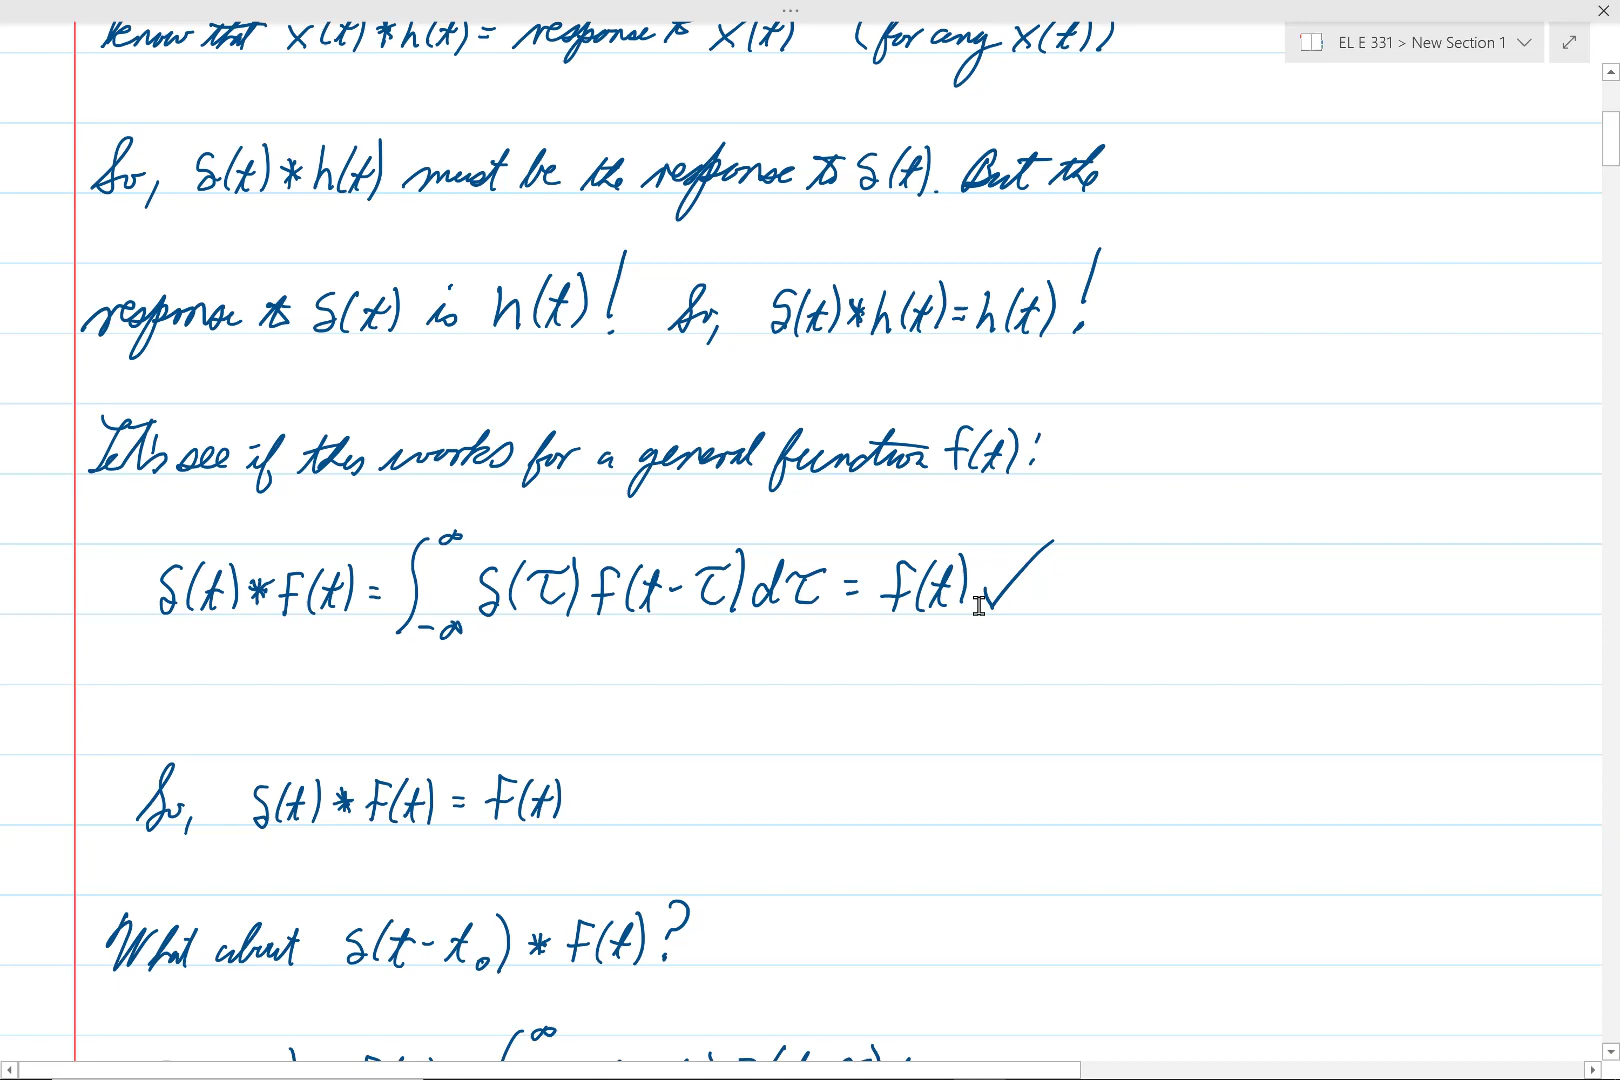 EL E 331 > New Section 1
know that x(t)*h(t) = response to x(t) (for any x(t))
So, δ(t)*h(t) must be the response to δ(t). But the
response to δ(t) is h(t)! So, δ(t)*h(t)=h(t)!
Let's see if this works for a general function f(t):
δ(t)*f(t) = ∫_{-∞}^{∞} δ(τ)f(t-τ)dτ = f(t) ✓
So, δ(t)*f(t) = f(t)
What about δ(t-t₀)*f(t)?